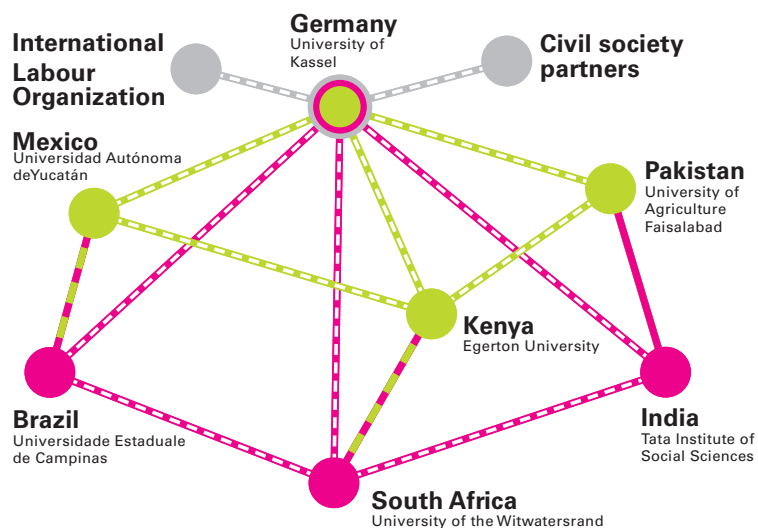 International
Labour
Organization
Germany
University of
Kassel
Civil society
partners
Mexico
Universidad Autónoma
deYucatán
Pakistan
University of
Agriculture
Faisalabad
Kenya
Egerton University
Brazil
Universidade Estaduale
de Campinas
India
Tata Institute of
Social Sciences
South Africa
University of the Witwatersrand